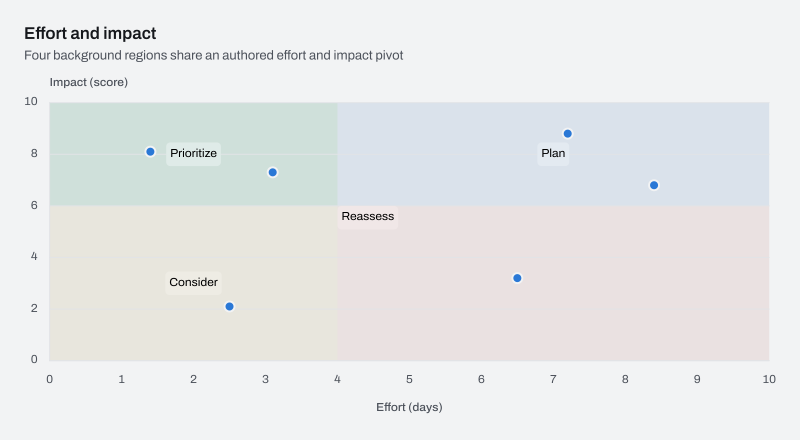 Effort and impact
Four background regions share an authored effort and impact pivot
Impact (score)
10
8
6
4
2
0
Prioritize
Plan
Reassess
Consider
0 1 2 3 4 5 6 7 8 9 10
Effort (days)